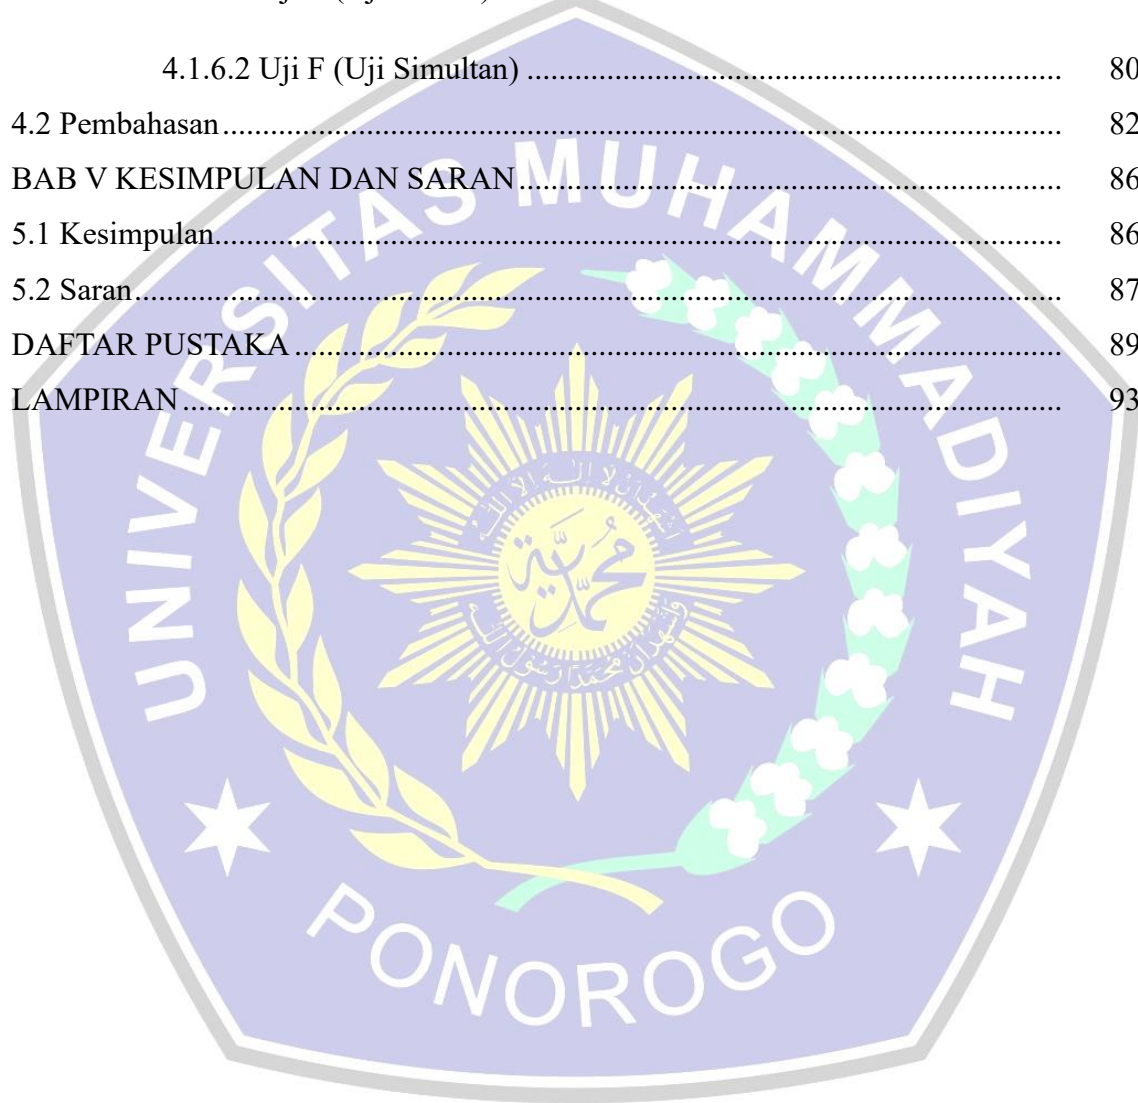 4.1.6.2 Uji F (Uji Simultan) ........ 80
4.2 Pembahasan ........ 82
BAB V KESIMPULAN DAN SARAN ........ 86
5.1 Kesimpulan ........ 86
5.2 Saran ........ 87
DAFTAR PUSTAKA ........ 89
LAMPIRAN ........ 93
UNIVERSITAS MUHAMMADIYAH
محمدية
PONOROGO